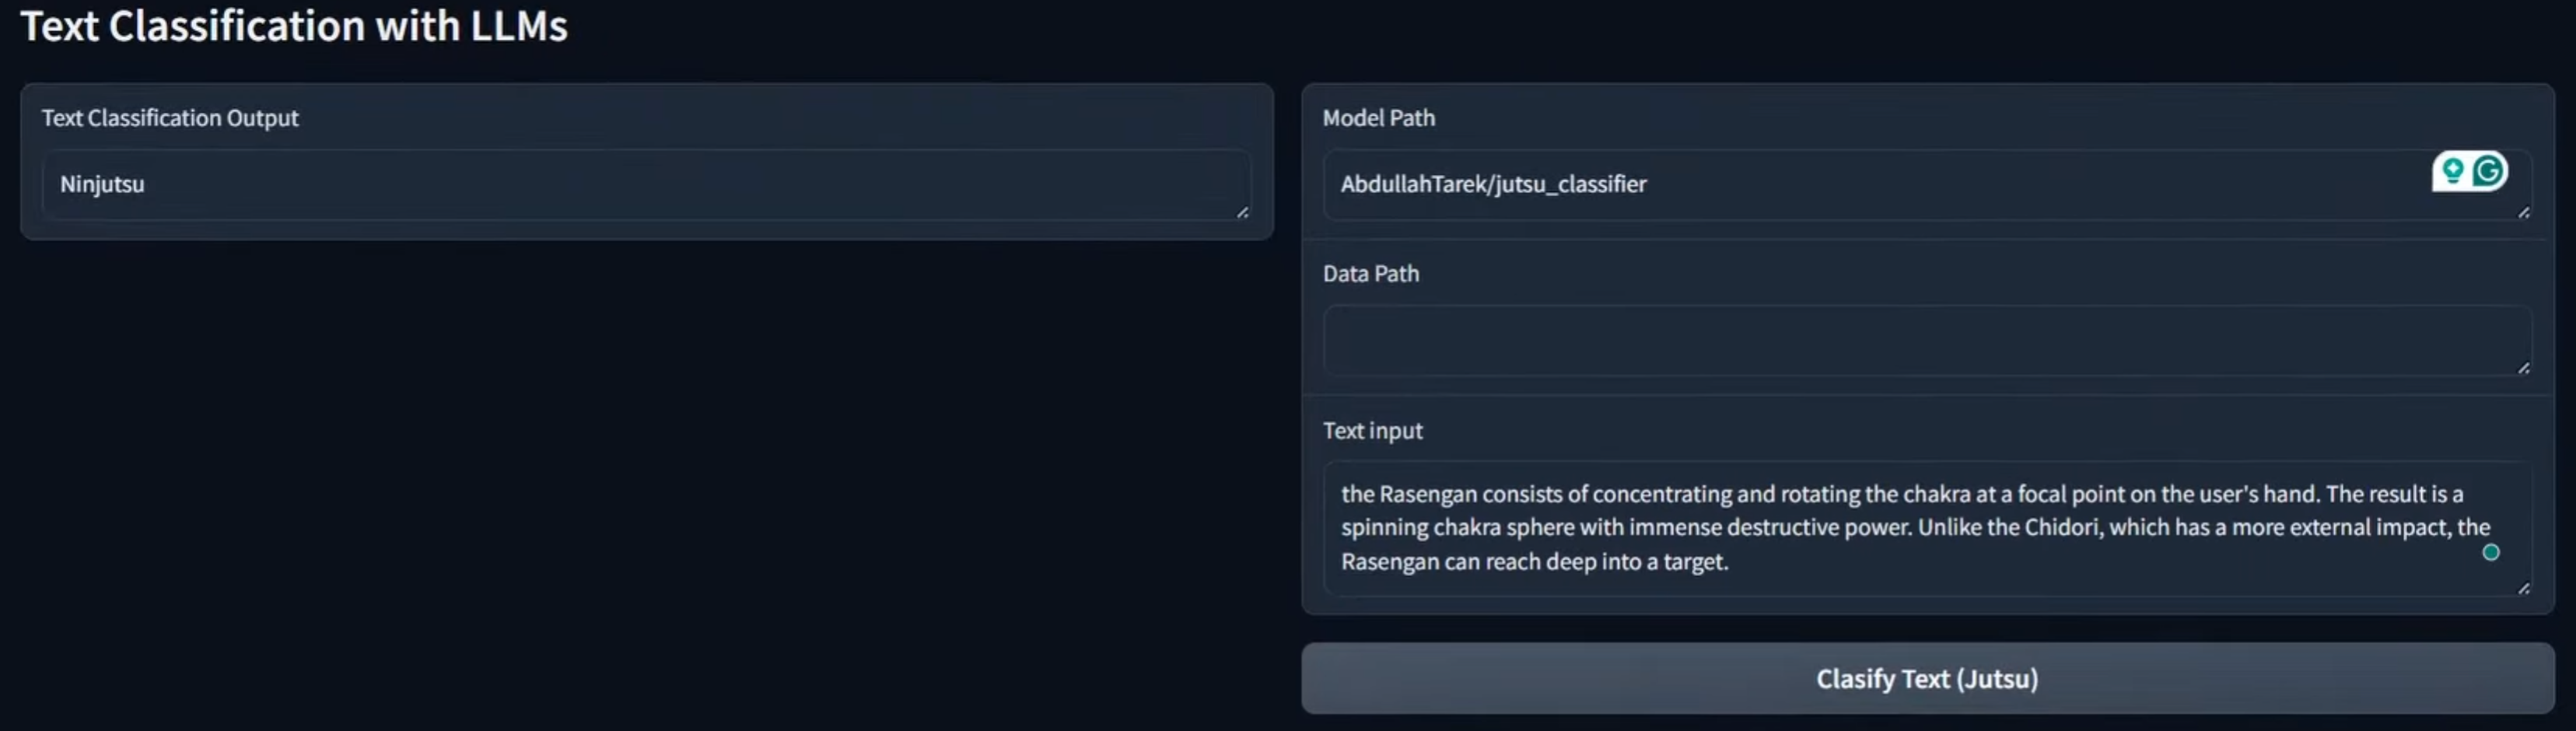 Text Classification with LLMs
Text Classification Output
Ninjutsu
Model Path
AbdullahTarek/jutsu_classifier
Data Path
Text input
the Rasengan consists of concentrating and rotating the chakra at a focal point on the user's hand. The result is a
spinning chakra sphere with immense destructive power. Unlike the Chidori, which has a more external impact, the
Rasengan can reach deep into a target.
Clasify Text (Jutsu)